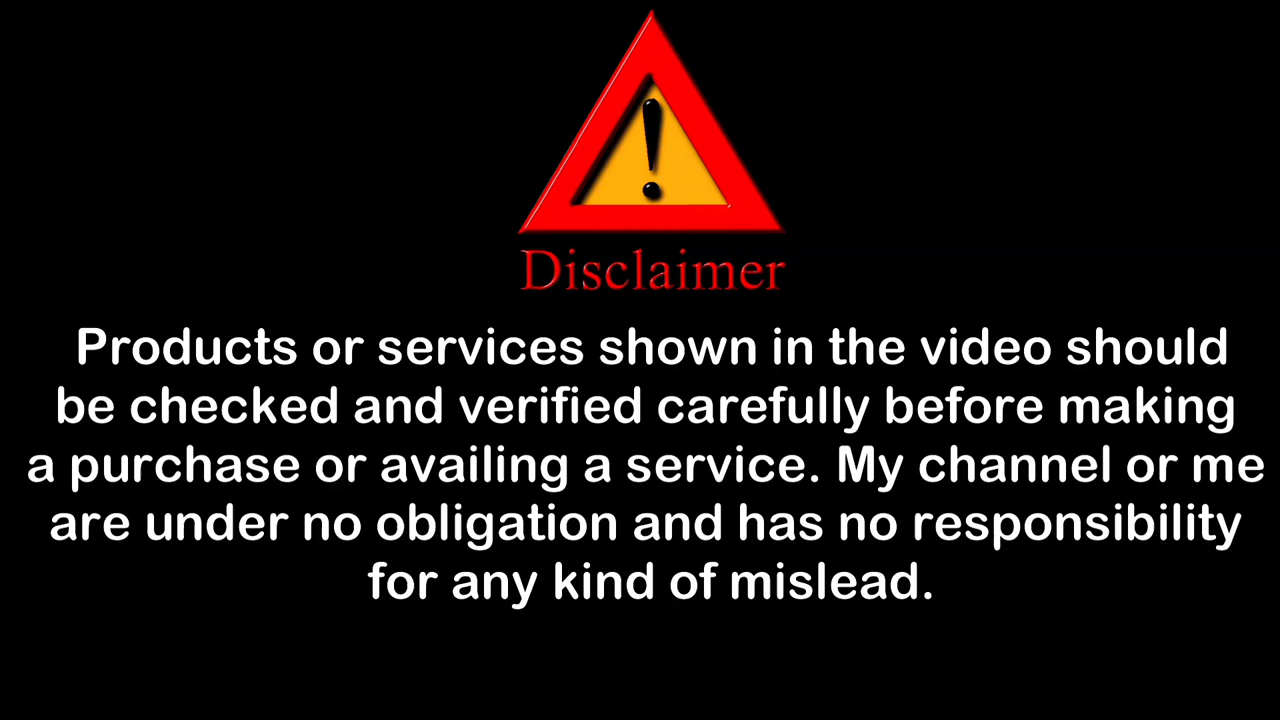 Disclaimer
Products or services shown in the video should
be checked and verified carefully before making
a purchase or availing a service. My channel or me
are under no obligation and has no responsibility
for any kind of mislead.